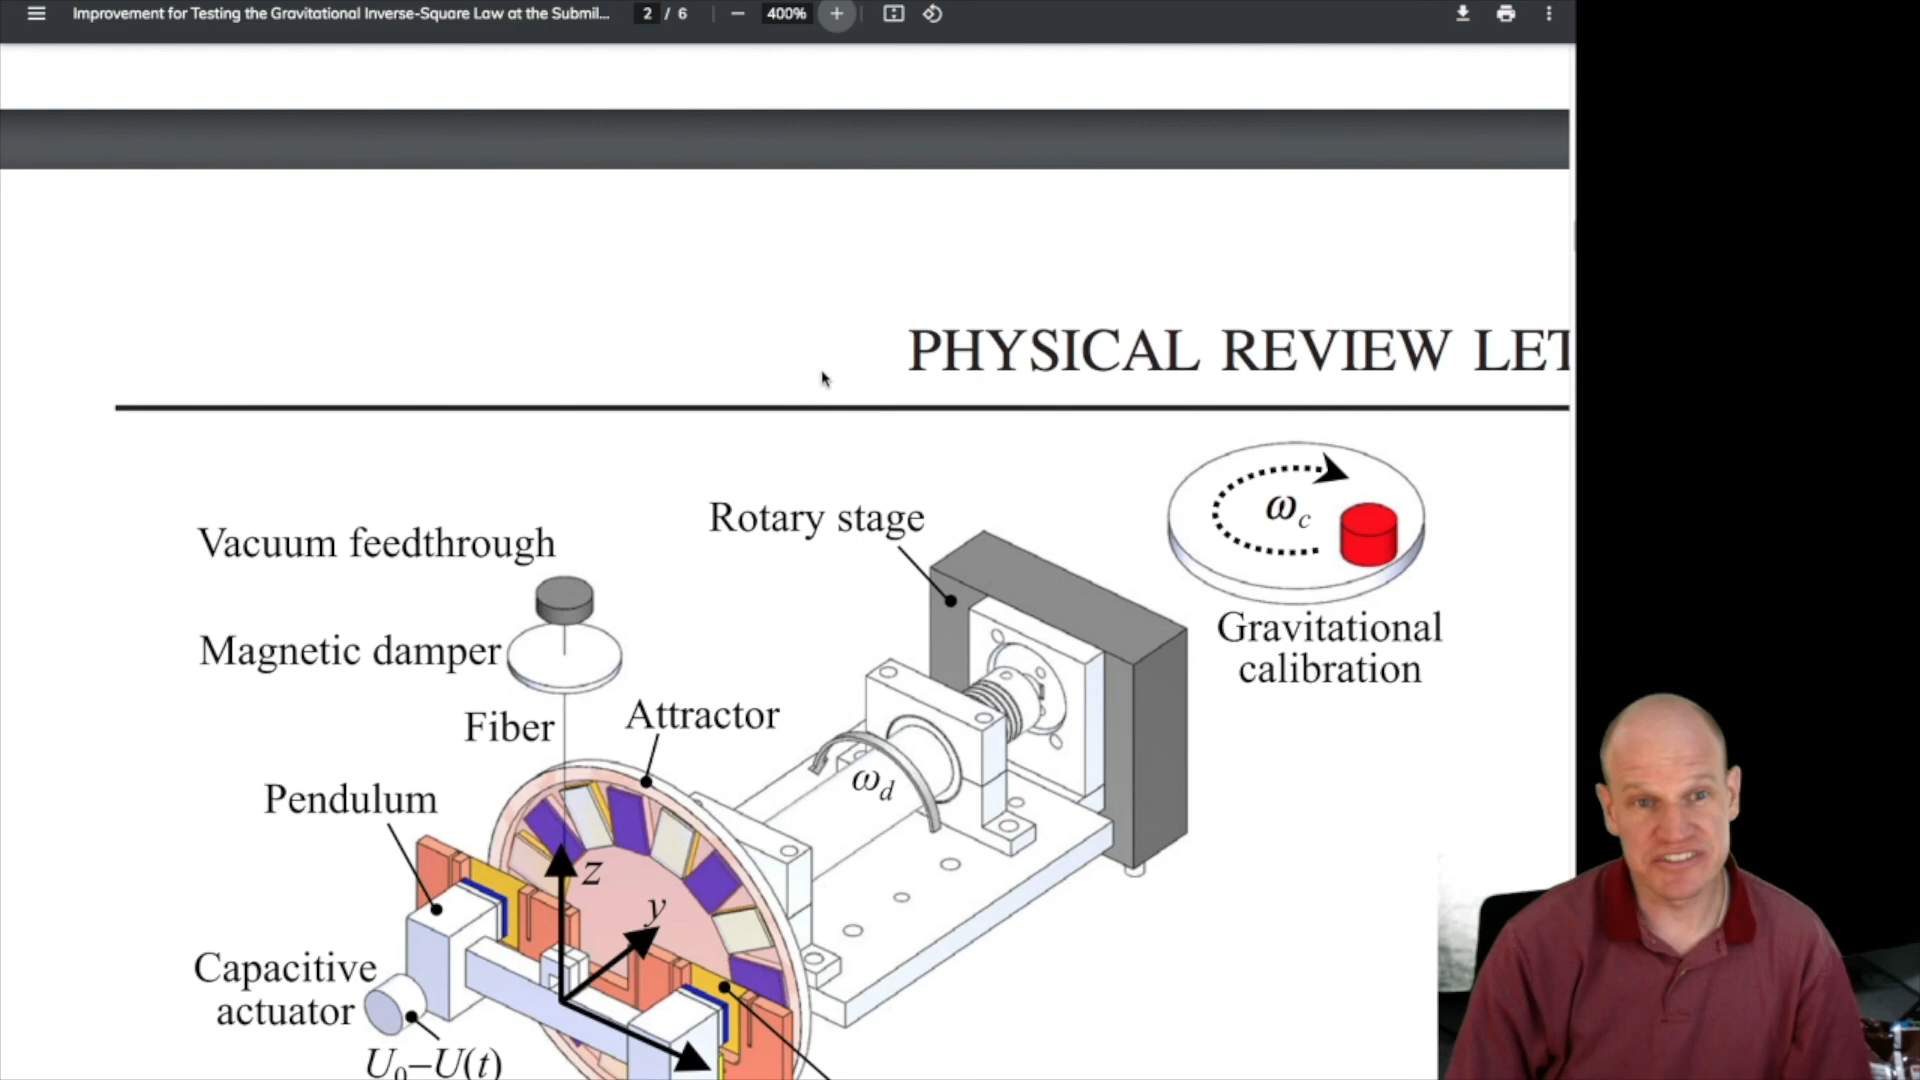 Improvement for Testing the Gravitational Inverse-Square Law at the Submil...
2 / 6
400%
PHYSICAL REVIEW LET
Rotary stage
ω_c
Vacuum feedthrough
Gravitational
calibration
Magnetic damper
Fiber
Attractor
ω_d
Pendulum
z
y
Capacitive
actuator
U₀–U(t)